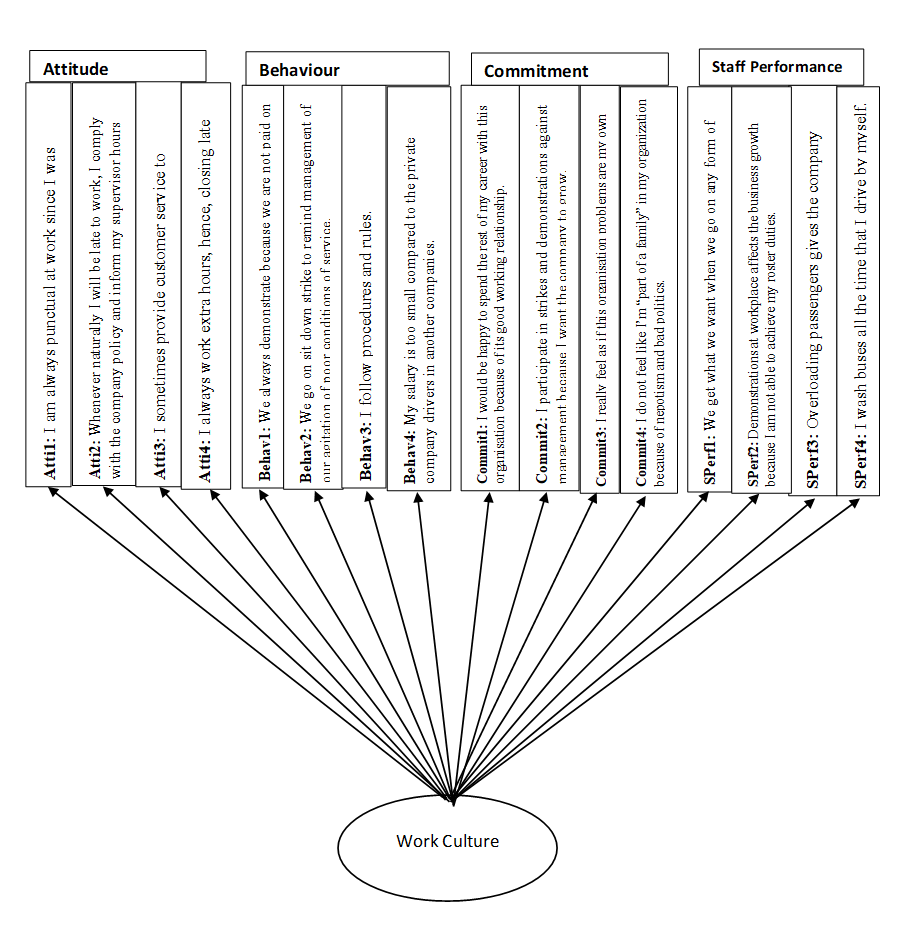 Attitude
Behaviour
Commitment
Staff Performance
Atti1: I am always punctual at work since I was
Atti2: Whenever naturally I will be late to work, I comply
with the company policy and inform my supervisor hours
Atti3: I sometimes provide customer service to
Atti4: I always work extra hours, hence, closing late
Behav1: We always demonstrate because we are not paid on
Behav2: We go on sit down strike to remind management of
our agitation of poor conditions of service.
Behav3: I follow procedures and rules.
Behav4: My salary is too small compared to the private
company drivers in another companies.
Commit1: I would be happy to spend the rest of my career with this
organisation because of its good working relationship.
Commit2: I participate in strikes and demonstrations against
management because I want the company to grow.
Commit3: I really feel as if this organisation problems are my own
Commit4: I do not feel like I'm “part of a family” in my organization
because of nepotism and bad politics.
SPerf1: We get what we want when we go on any form of
SPerf2: Demonstrations at workplace affects the business growth
because I am not able to achieve my roster duties.
SPerf3: Overloading passengers gives the company
SPerf4: I wash buses all the time that I drive by myself.
Work Culture